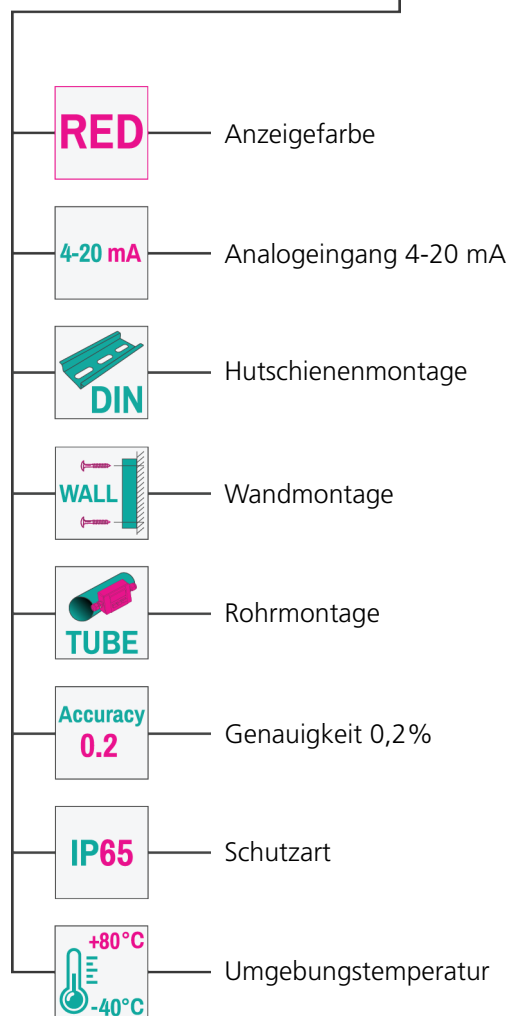 RED
Anzeigefarbe
4-20 mA
Analogeingang 4-20 mA
DIN
Hutschienenmontage
WALL
Wandmontage
TUBE
Rohrmontage
Accuracy
0.2
Genauigkeit 0,2%
IP65
Schutzart
+80°C
-40°C
Umgebungstemperatur